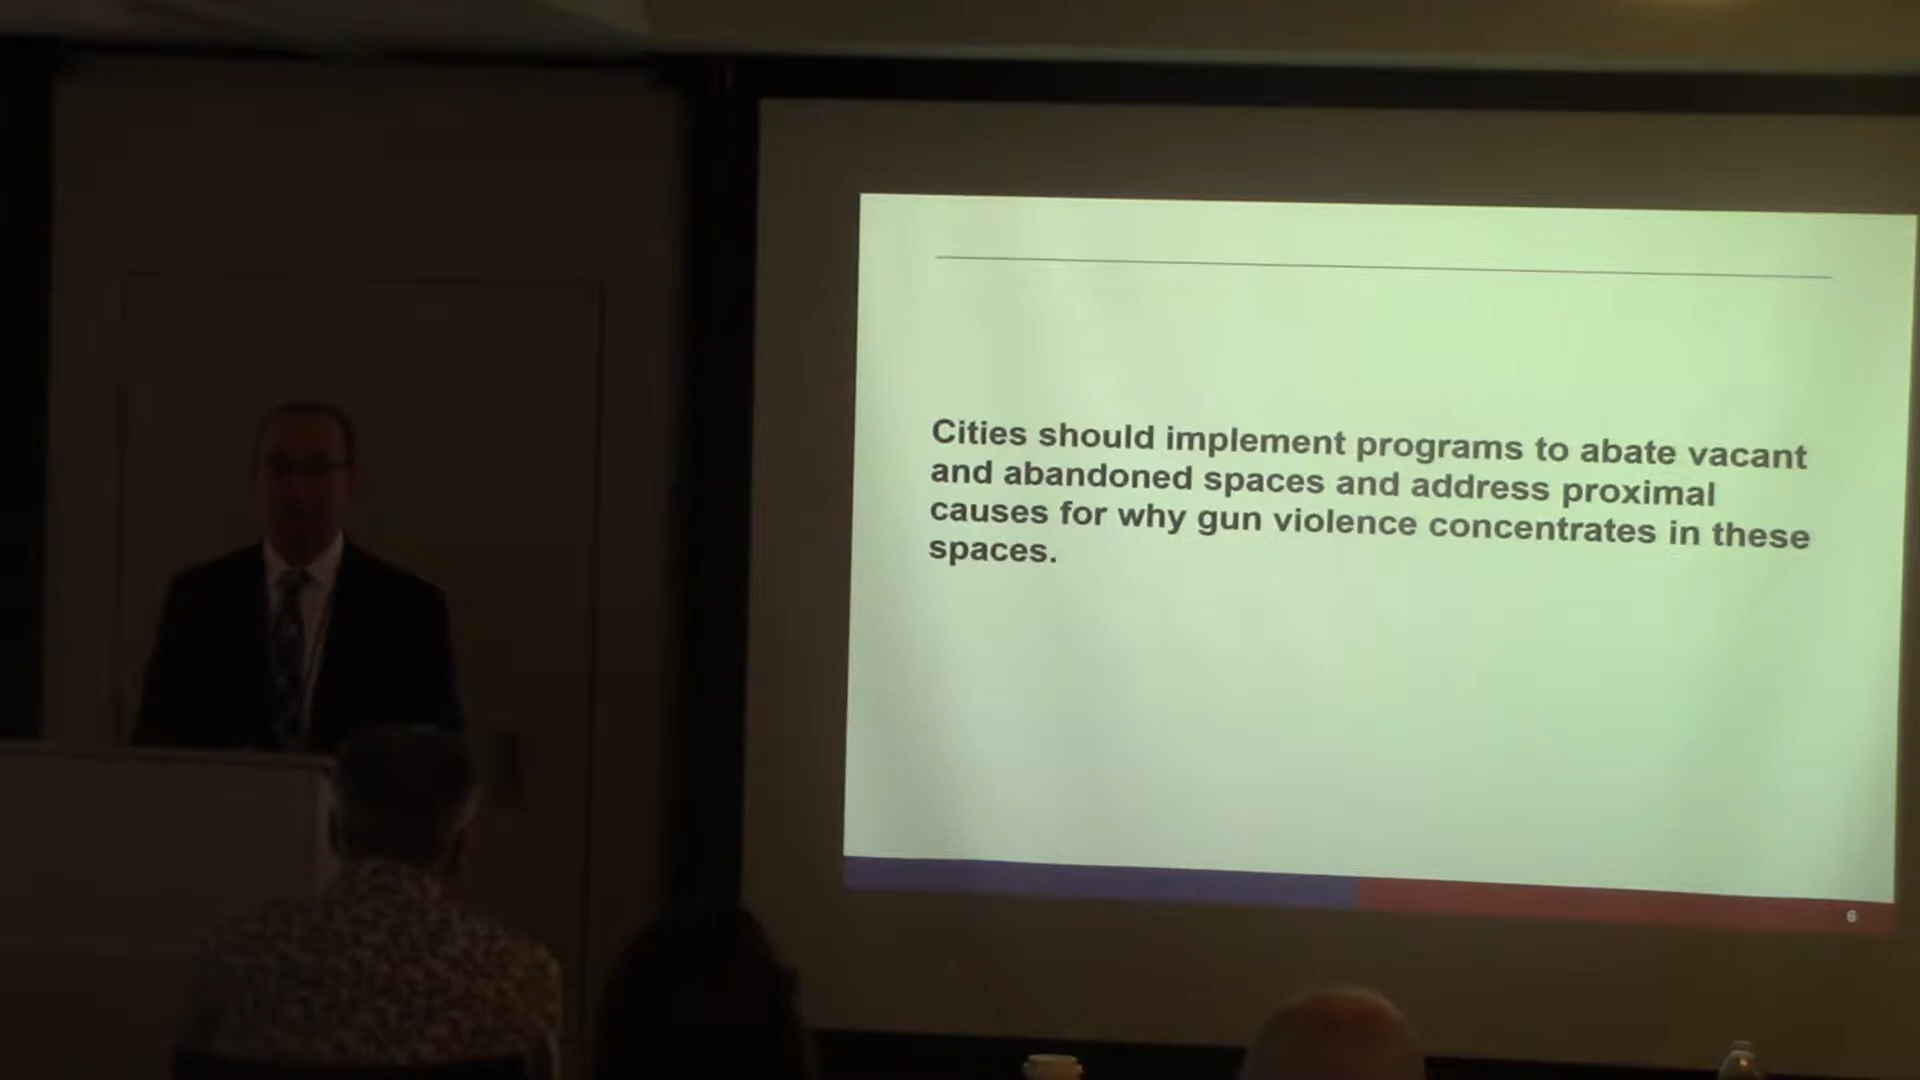 Cities should implement programs to abate vacant
and abandoned spaces and address proximal
causes for why gun violence concentrates in these
spaces.
6